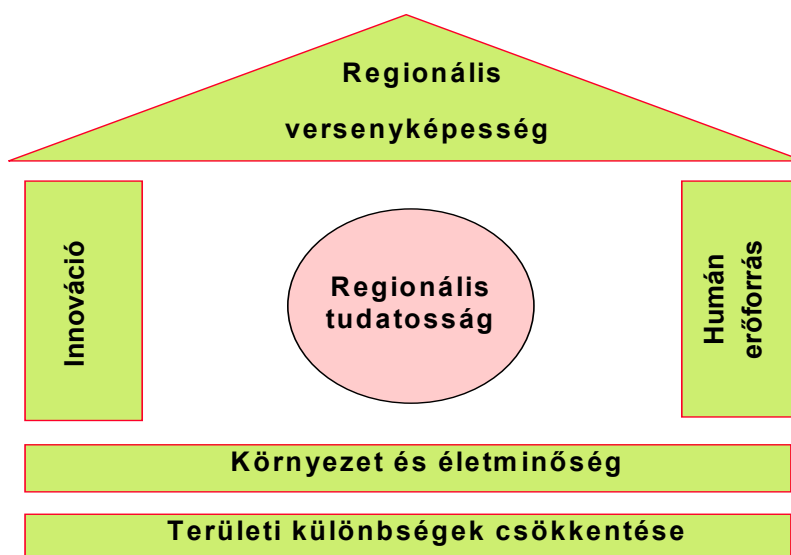 Regionális
versenyképesség
Innováció
Regionális
tudatosság
Humán
erőforrás
Környezet és életminőség
Területi különbségek csökkentése